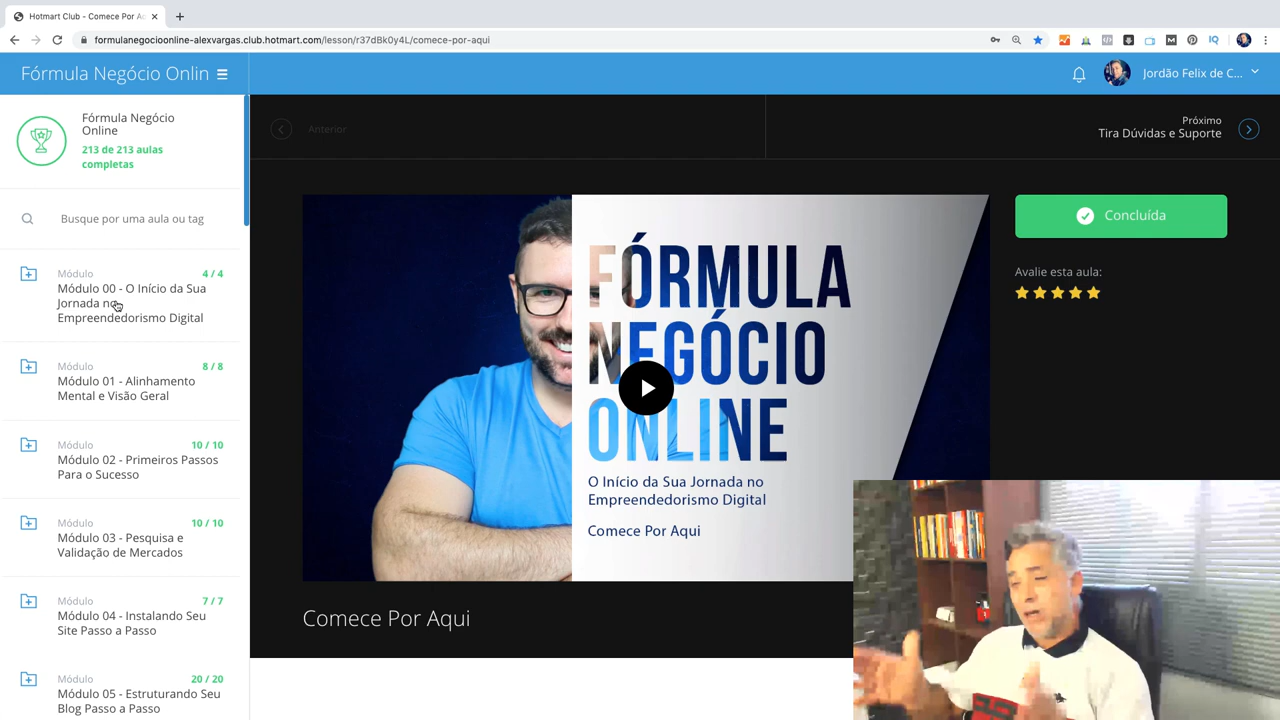 Hotmart Club - Comece Por A
formulanegocioonline-alexvargas.club.hotmart.com/lesson/r37dBk0y4L/comece-por-aqui
Fórmula Negócio Onlin
Jordão Felix de C...
Fórmula Negócio
Online
213 de 213 aulas
completas
Anterior
Próximo
Tira Dúvidas e Suporte
Busque por uma aula ou tag
Módulo 4 / 4
Módulo 00 - O Início da Sua
Jornada no
Empreendedorismo Digital
Módulo 8 / 8
Módulo 01 - Alinhamento
Mental e Visão Geral
Módulo 10 / 10
Módulo 02 - Primeiros Passos
Para o Sucesso
Módulo 10 / 10
Módulo 03 - Pesquisa e
Validação de Mercados
Módulo 7 / 7
Módulo 04 - Instalando Seu
Site Passo a Passo
Módulo 20 / 20
Módulo 05 - Estruturando Seu
Blog Passo a Passo
FÓRMULA
NEGÓCIO
ONLINE
O Início da Sua Jornada no
Empreendedorismo Digital
Comece Por Aqui
Concluída
Avalie esta aula:
Comece Por Aqui